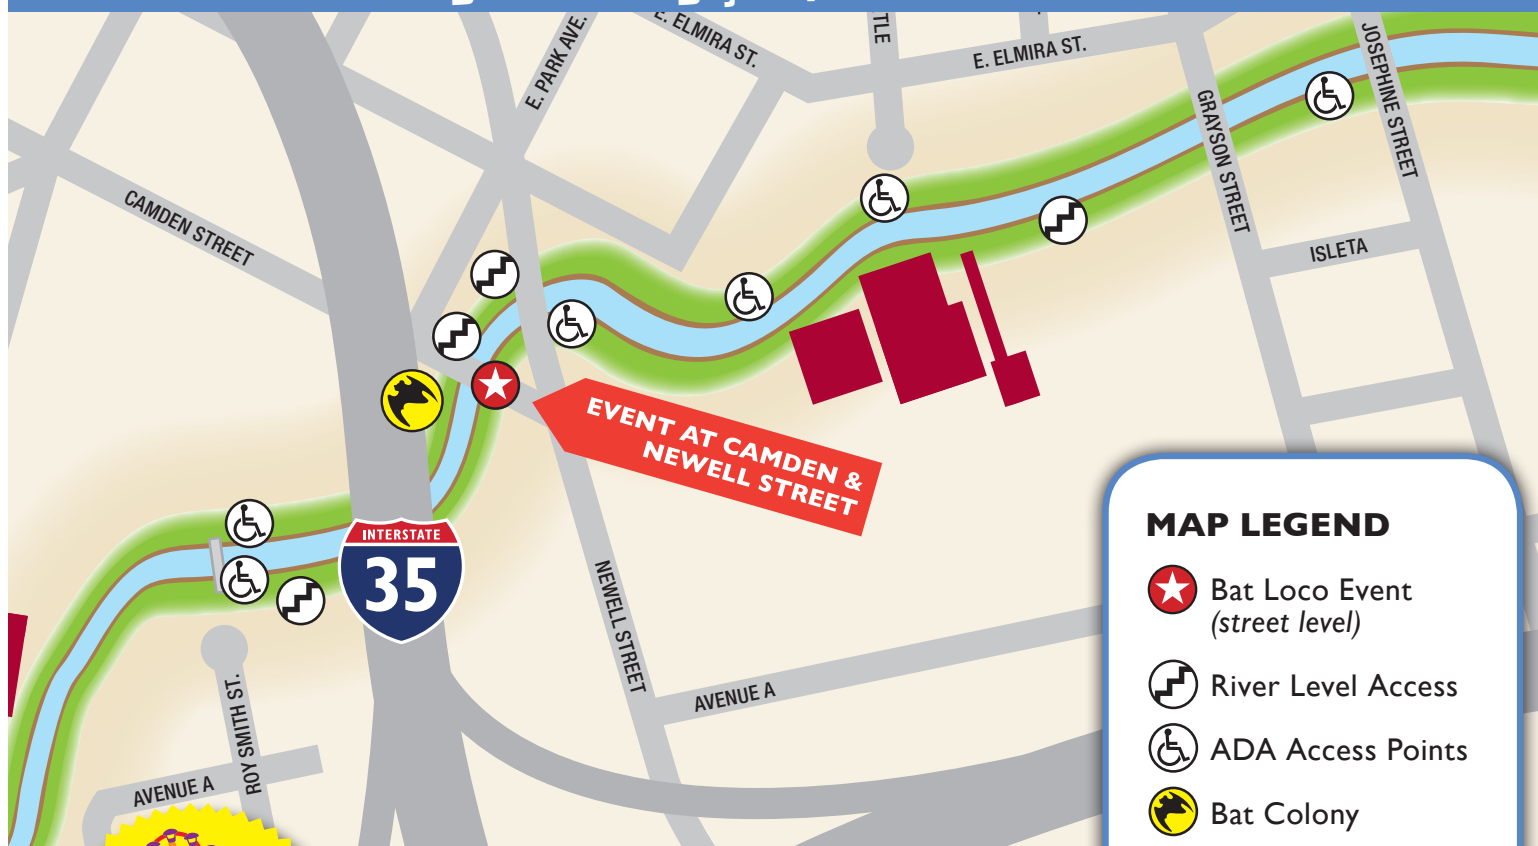 E. PARK AVE.
E. ELMIRA ST.
E. ELMIRA ST.
JOSEPHINE STREET
GRAYSON STREET
CAMDEN STREET
ISLETA
EVENT AT CAMDEN &
NEWELL STREET
INTERSTATE
35
NEWELL STREET
AVENUE A
ROY SMITH ST.
AVENUE A
MAP LEGEND
Bat Loco Event
(street level)
River Level Access
ADA Access Points
Bat Colony